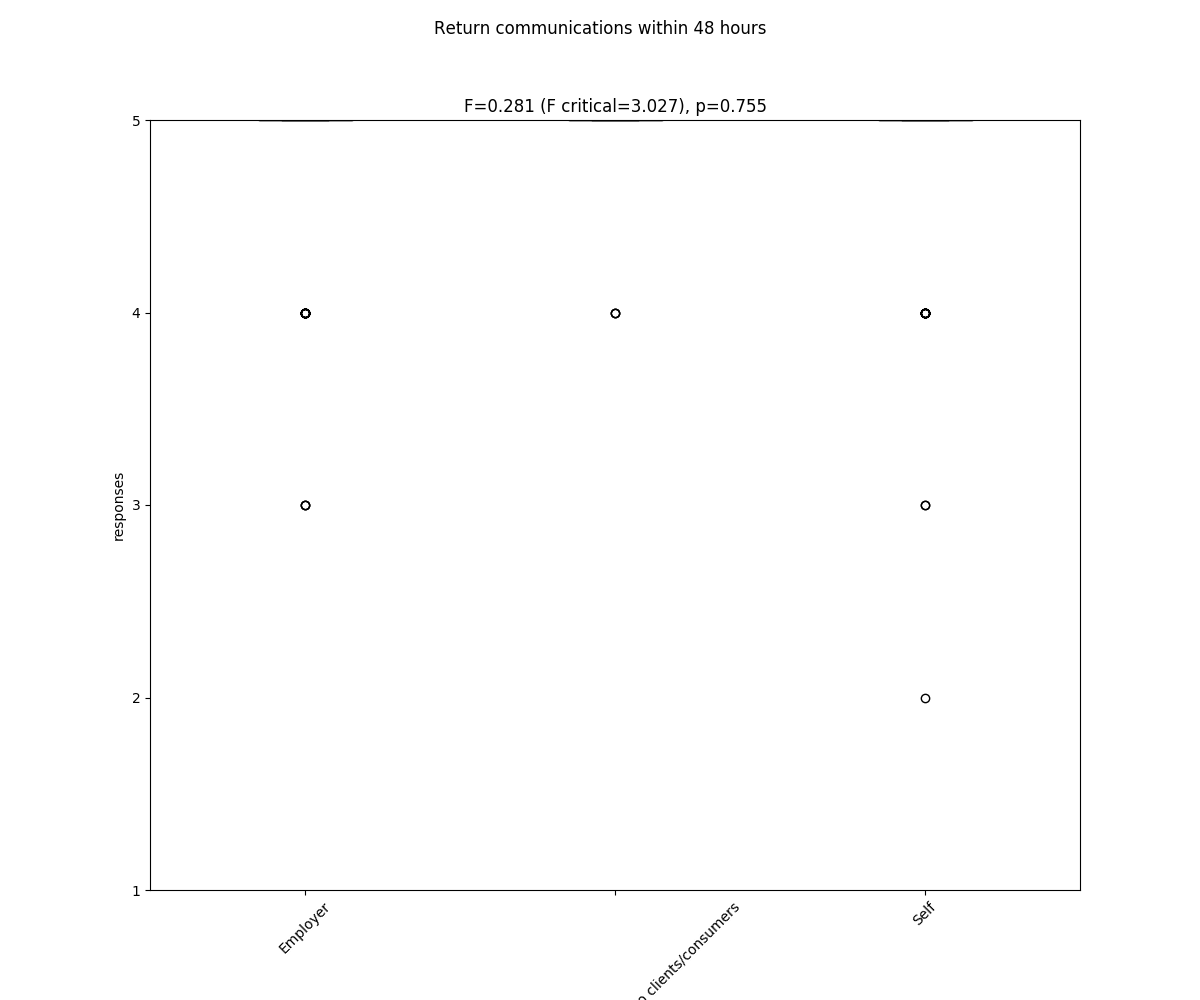 Return communications within 48 hours
F=0.281 (F critical=3.027), p=0.755
5
4
3
2
1
responses
Employer
clients/consumers
Self